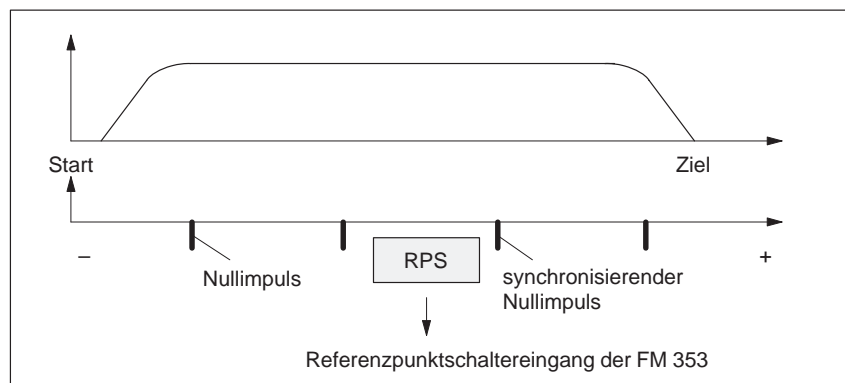 Start
Ziel
–
+
RPS
Nullimpuls
synchronisierender
Nullimpuls
Referenzpunktschaltereingang der FM 353